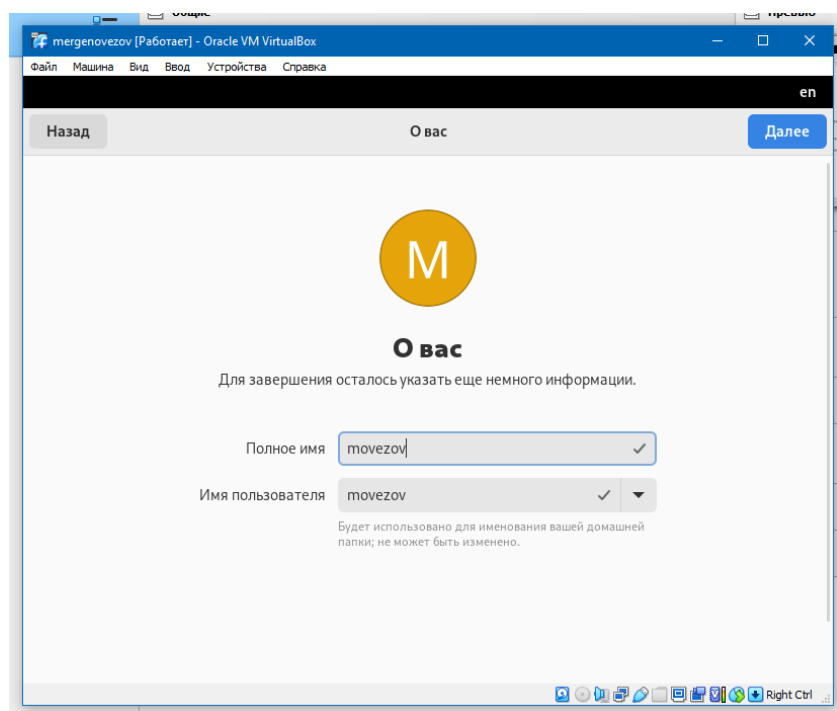 mergenovezov [Работает] - Oracle VM VirtualBox
Файл Машина Вид Ввод Устройства Справка
en
Назад
О вас
Далее
M
О вас
Для завершения осталось указать еще немного информации.
Полное имя
movezov
Имя пользователя
movezov
Будет использовано для именования вашей домашней
папки; не может быть изменено.
Right Ctrl